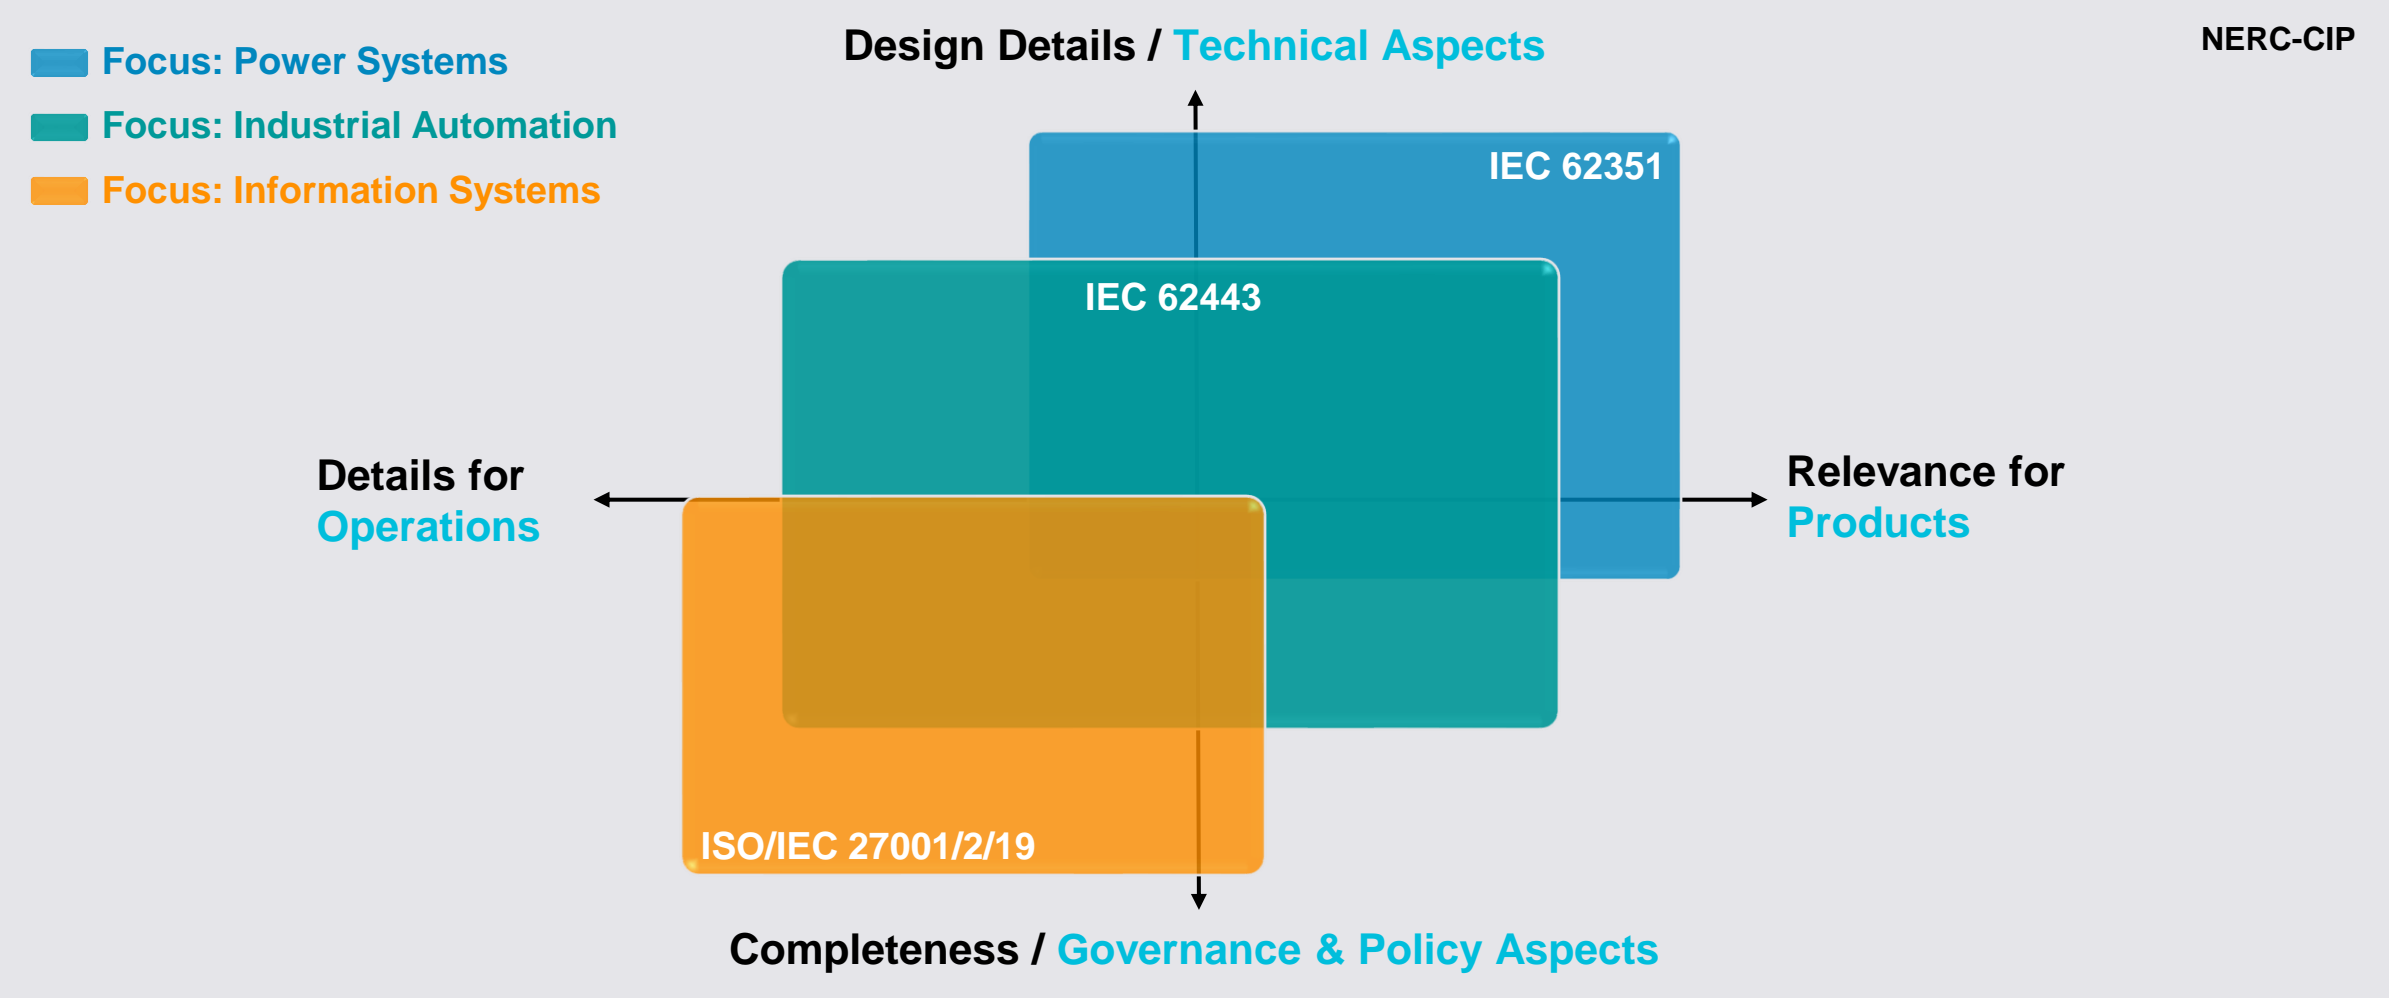 Focus: Power Systems
Focus: Industrial Automation
Focus: Information Systems
Design Details / Technical Aspects
NERC-CIP
IEC 62351
IEC 62443
Details for
Operations
Relevance for
Products
ISO/IEC 27001/2/19
Completeness / Governance & Policy Aspects